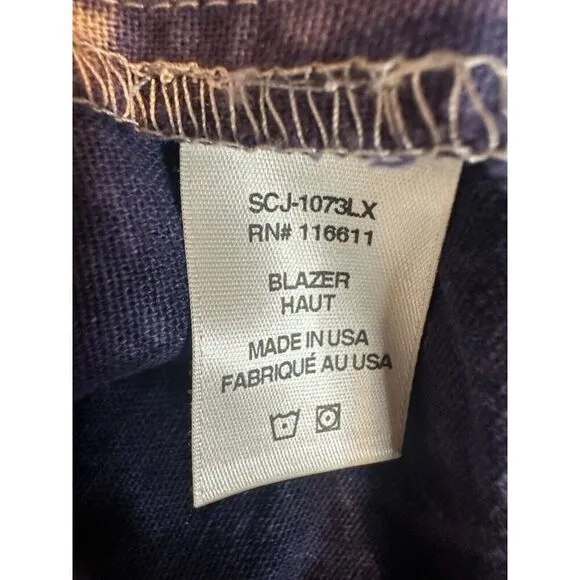 SCJ-1073LX
RN# 116611
BLAZER
HAUT
MADE IN USA
FABRIQUÉ AU USA